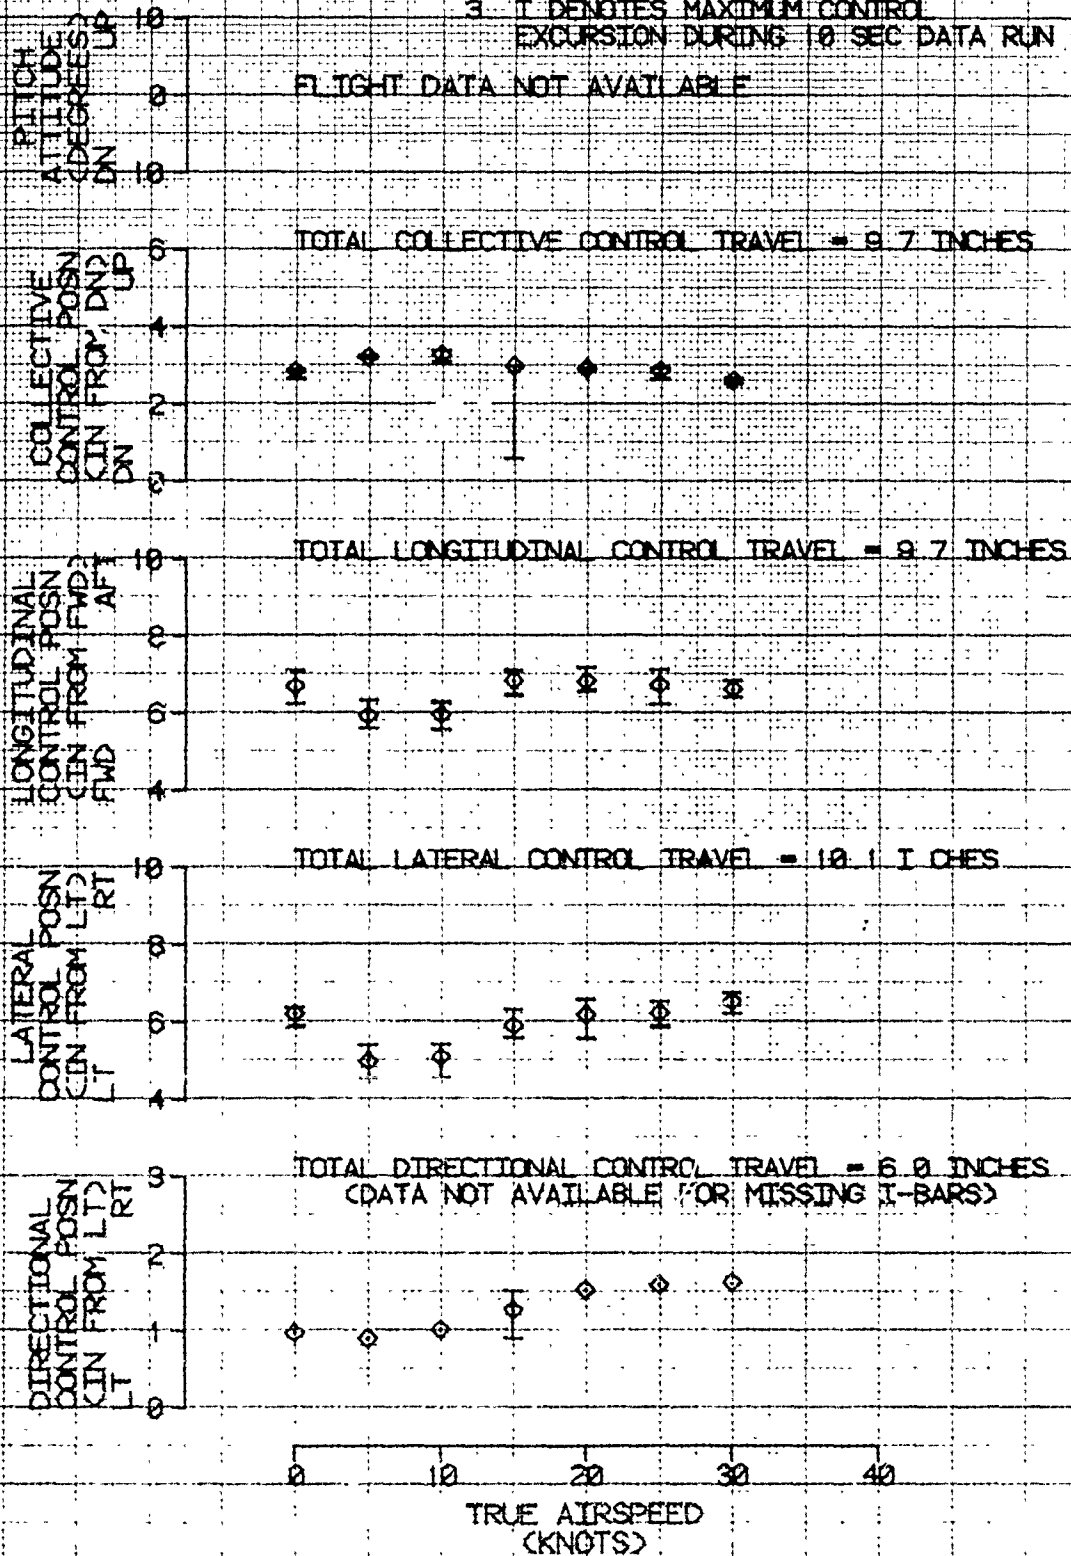 3 I DENOTES MAXIMUM CONTROL
EXCURSION DURING 10 SEC DATA RUN
PITCH
ATTITUDE
(DEGREES)
DN UP
10
0
10
FLIGHT DATA NOT AVAILABLE
COLLECTIVE
CONTROL POSN
(IN FROM DN)
DN UP
6
4
2
0
TOTAL COLLECTIVE CONTROL TRAVEL = 9 7 INCHES
LONGITUDINAL
CONTROL POSN
(IN FROM FWD)
FWD AFT
10
8
6
4
TOTAL LONGITUDINAL CONTROL TRAVEL = 9 7 INCHES
LATERAL
CONTROL POSN
(IN FROM LT)
LT RT
10
8
6
4
TOTAL LATERAL CONTROL TRAVEL = 10 1 I CHES
DIRECTIONAL
CONTROL POSN
(IN FROM LT)
LT RT
3
2
1
0
TOTAL DIRECTIONAL CONTROL TRAVEL = 6 0 INCHES
(DATA NOT AVAILABLE FOR MISSING I-BARS)
0 10 20 30 40
TRUE AIRSPEED
(KNOTS)